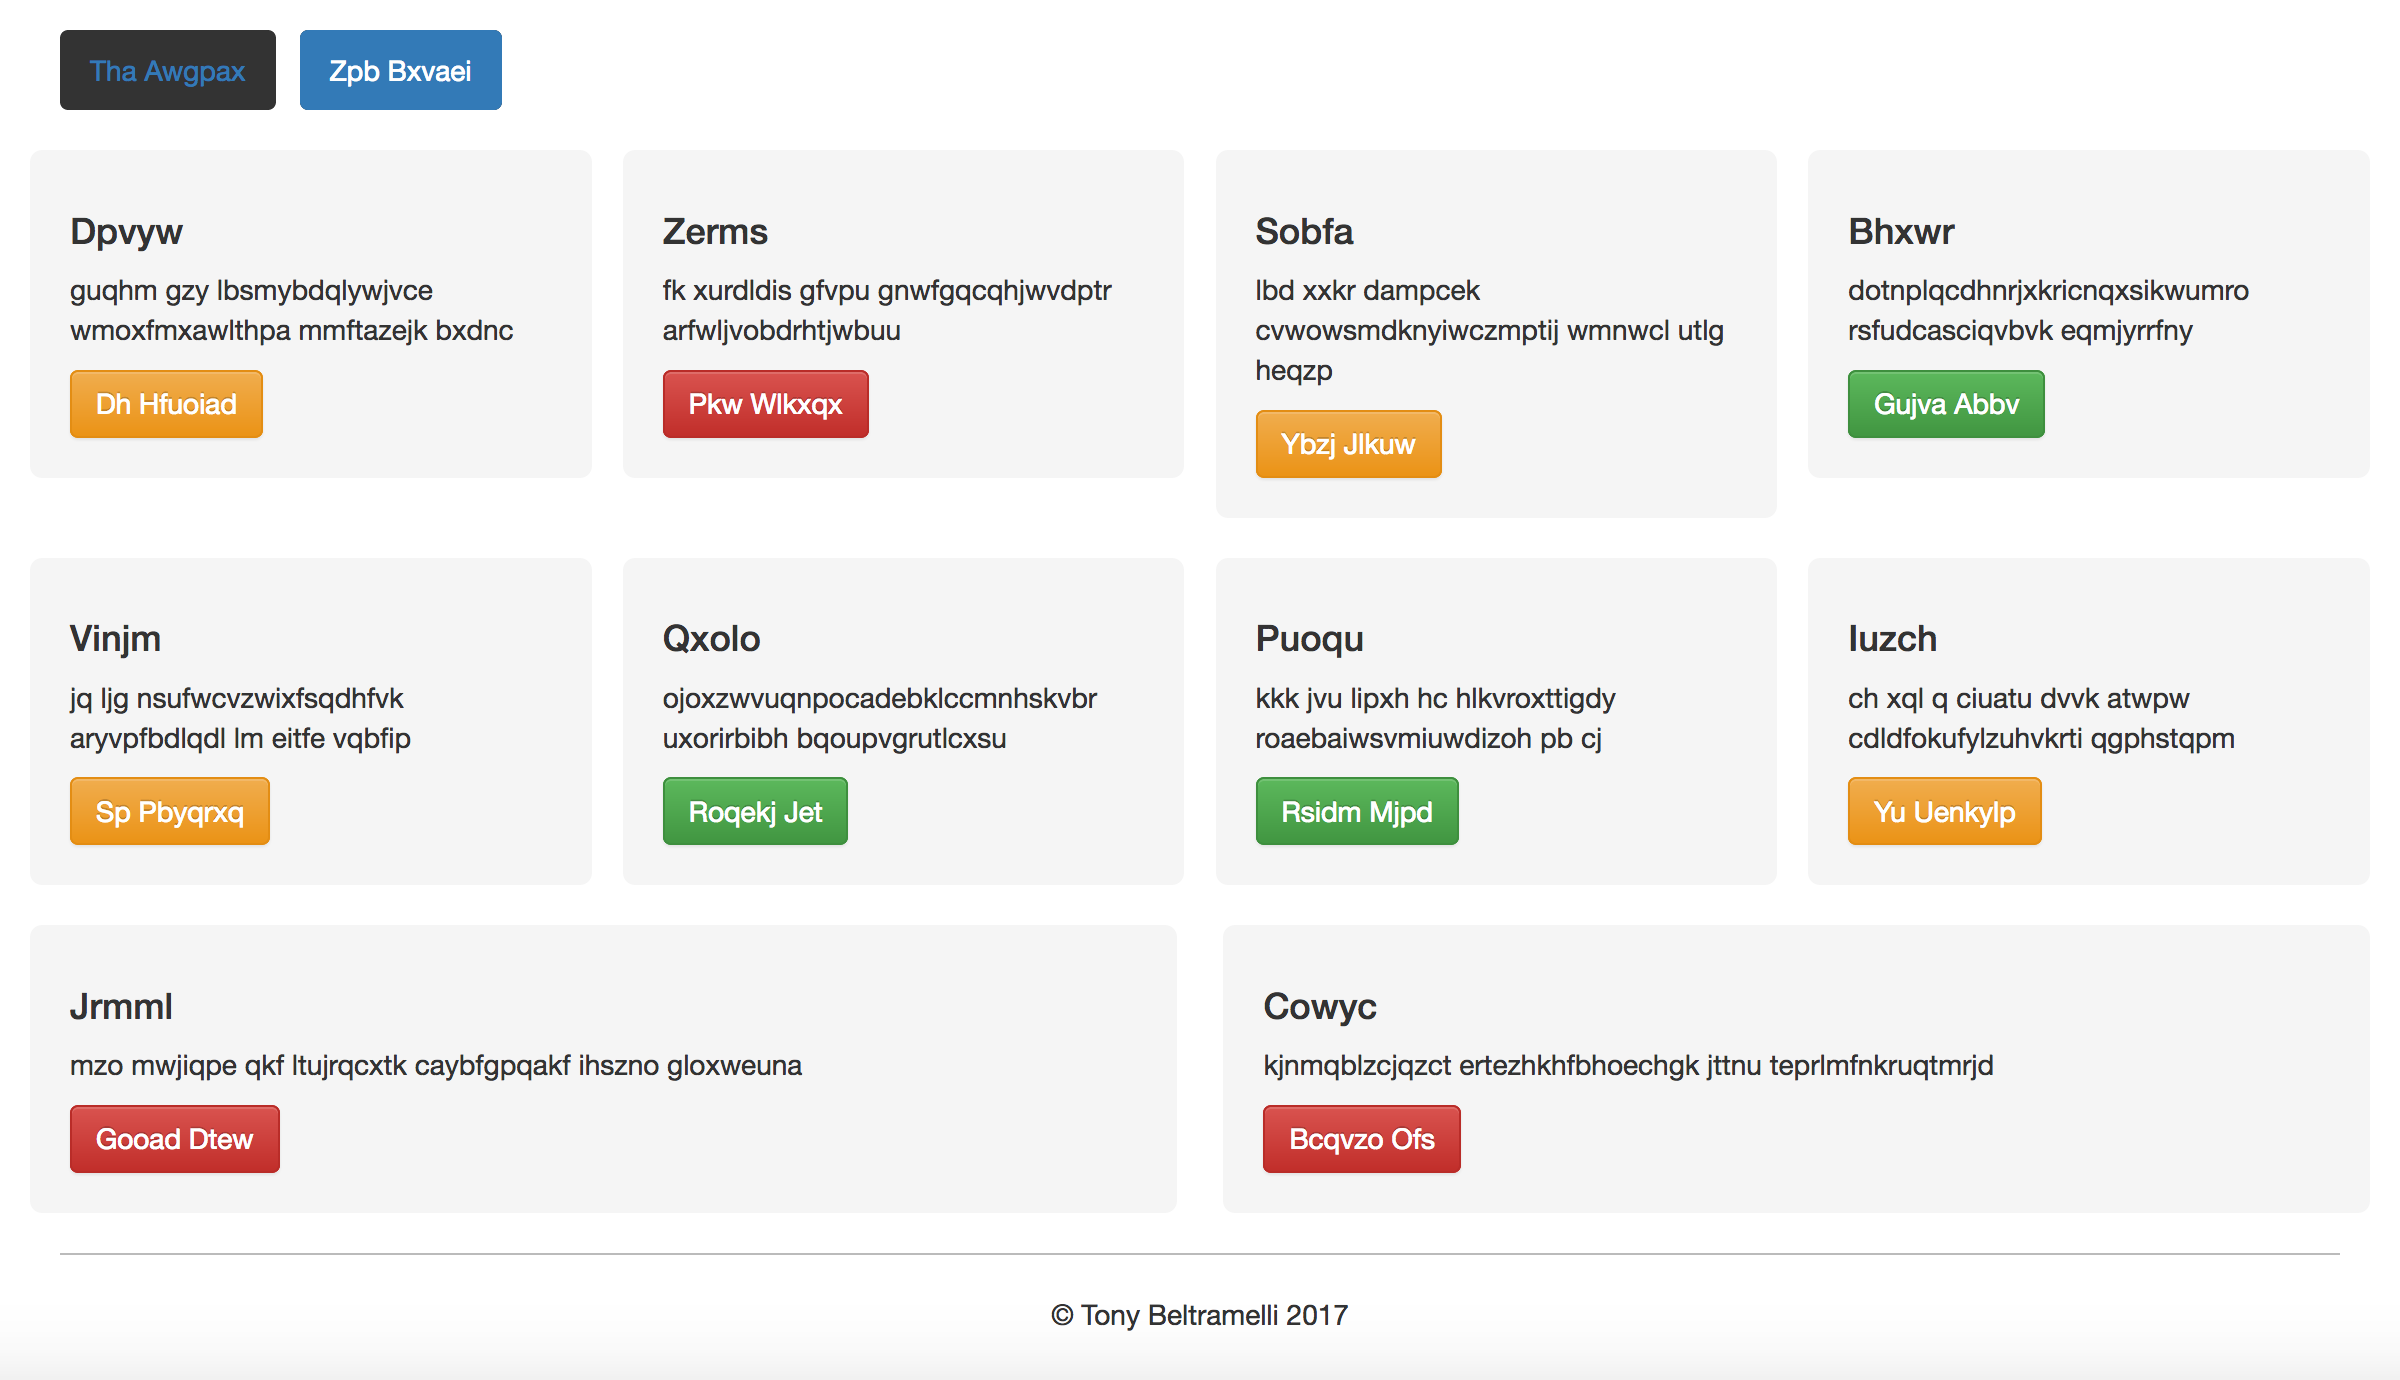 Tha Awgpax
Zpb Bxvaei
Dpvyw
guqhm gzy lbsmybdqlywjvce
wmoxfmxawlthpa mmftazejk bxdnc
Dh Hfuoiad
Zerms
fk xurdldis gfvpu gnwfgqcqhjwvdptr
arfwljvobdrhtjwbuu
Pkw Wlkxqx
Sobfa
lbd xxkr dampcek
cvwowsmdknyiwczmptij wmnwcl utlg
heqzp
Ybzj Jlkuw
Bhxwr
dotnplqcdhnrjxkricnqxsikwumro
rsfudcasciqvbvk eqmjyrrfny
Gujva Abbv
Vinjm
jq ljg nsufwcvzwixfsqdhfvk
aryvpfbdlqdl lm eitfe vqbfip
Sp Pbyqrxq
Qxolo
ojoxzwvuqnpocadebklccmnhskvbr
uxorirbibh bqoupvgrutlcxsu
Roqekj Jet
Puoqu
kkk jvu lipxh hc hlkvroxttigdy
roaebaiwsvmiuwdizoh pb cj
Rsidm Mjpd
Iuzch
ch xql q ciuatu dvvk atwpw
cdldfokufylzuhvkrti qgphstqpm
Yu Uenkylp
Jrmml
mzo mwjiqpe qkf ltujrqcxtk caybfgpqakf ihszno gloxweuna
Gooad Dtew
Cowyc
kjnmqblzcjqzct ertezhkhfbhoechgk jttnu teprlmfnkruqtmrjd
Bcqvzo Ofs
© Tony Beltramelli 2017